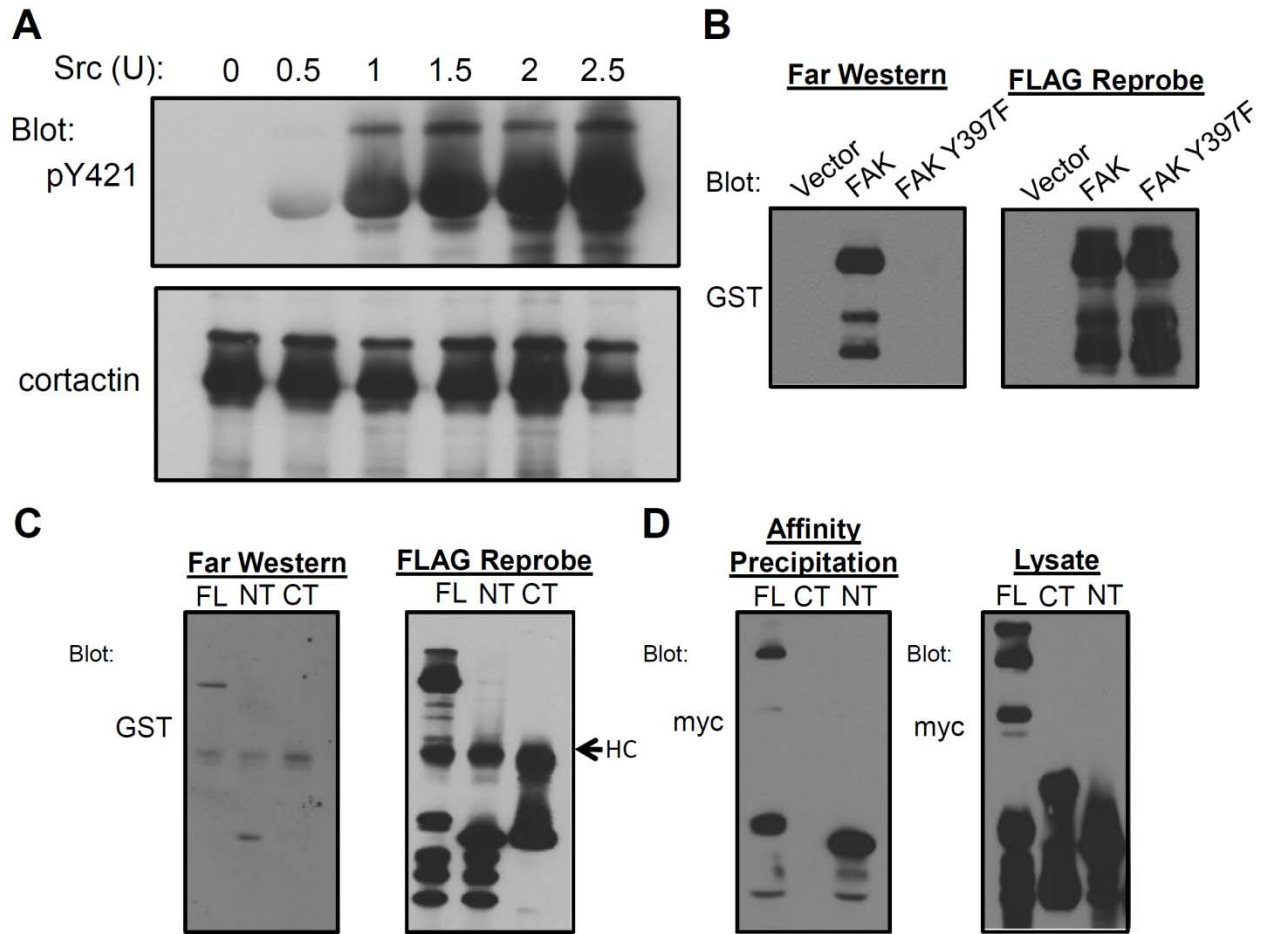 A
Src (U): 0 0.5 1 1.5 2 2.5
Blot:
pY421
cortactin
B
Far Western FLAG Reprobe
Blot: Vector FAK FAK Y397F Vector FAK FAK Y397F
GST
C
Far Western FLAG Reprobe
FL NT CT FL NT CT
Blot:
GST
HC
D
Affinity
Precipitation Lysate
FL CT NT FL CT NT
Blot: Blot:
myc myc